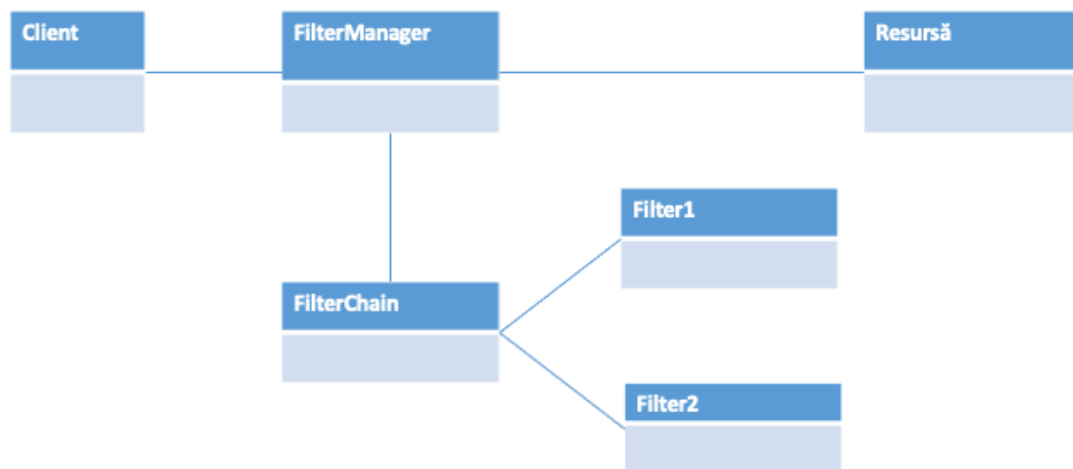 Client
FilterManager
Resursă
Filter1
FilterChain
Filter2